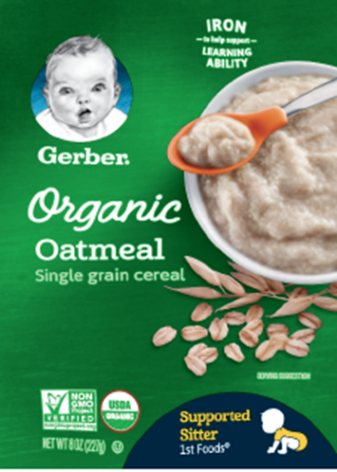 IRON
to help support
LEARNING
ABILITY
Gerber.
Organic
Oatmeal
Single grain cereal
SERVING SUGGESTION
NON
GMO
Project
VERIFIED
USDA
ORGANIC
NET WT 8 OZ (227g)
U
Supported
Sitter
1st Foods®